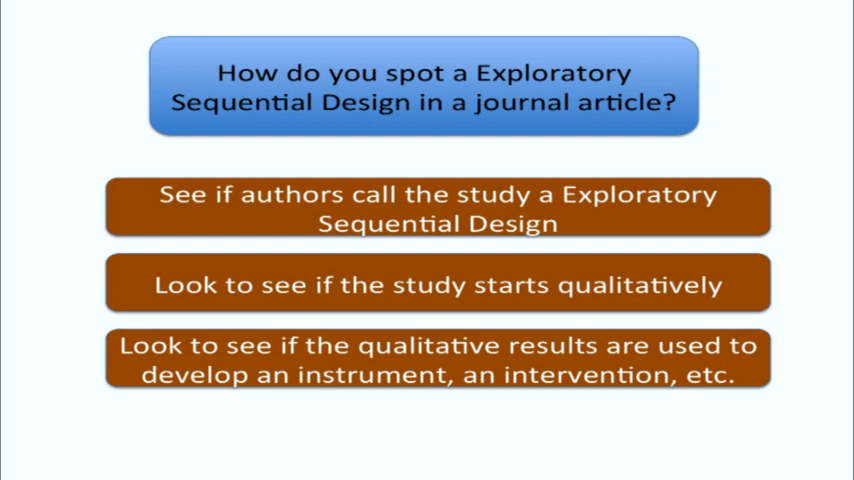 How do you spot a Exploratory
Sequential Design in a journal article?
See if authors call the study a Exploratory
Sequential Design
Look to see if the study starts qualitatively
Look to see if the qualitative results are used to
develop an instrument, an intervention, etc.